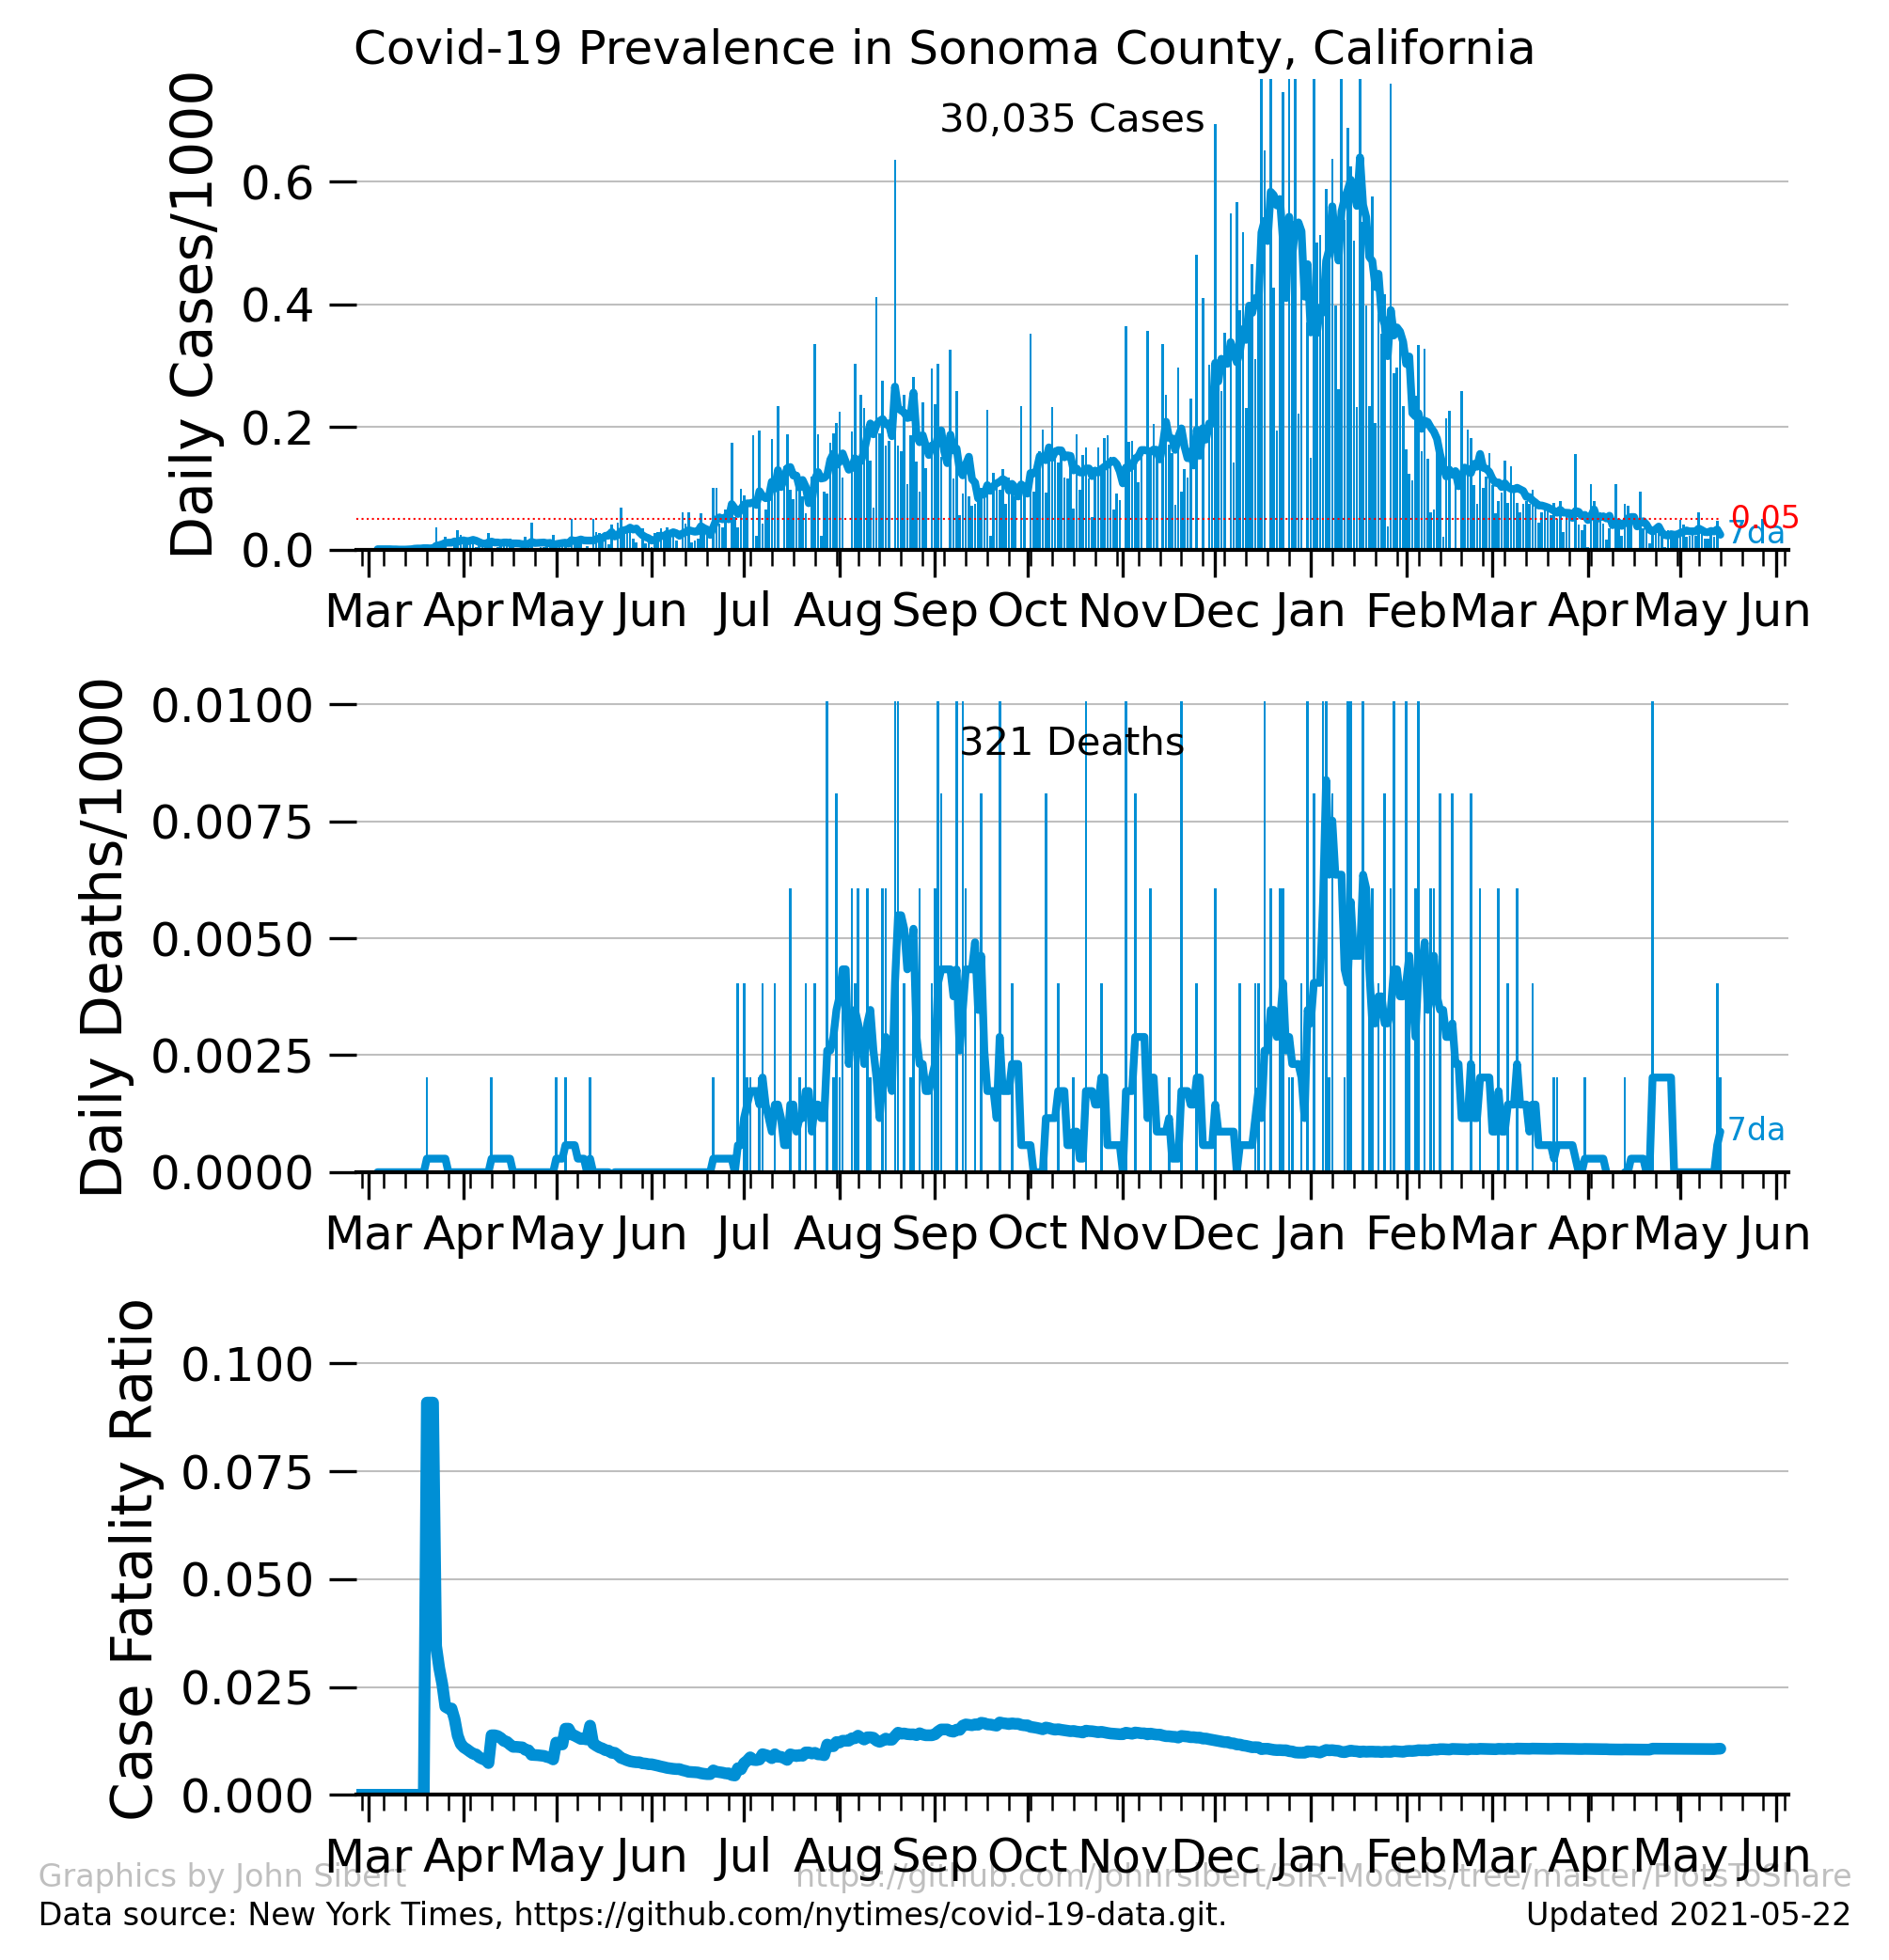 Covid-19 Prevalence in Sonoma County, California
Daily Cases/1000
30,035 Cases
0.6
0.4
0.2
0.0
0.05
7da
Mar Apr May Jun Jul Aug Sep Oct Nov Dec Jan Feb Mar Apr May Jun
Daily Deaths/1000
321 Deaths
0.0100
0.0075
0.0050
0.0025
0.0000
7da
Mar Apr May Jun Jul Aug Sep Oct Nov Dec Jan Feb Mar Apr May Jun
Case Fatality Ratio
0.100
0.075
0.050
0.025
0.000
Mar Apr May Jun Jul Aug Sep Oct Nov Dec Jan Feb Mar Apr May Jun
Graphics by John Sibert https://github.com/johnrsibert/SIR-Models/tree/master/PlotsToShare
Data source: New York Times, https://github.com/nytimes/covid-19-data.git. Updated 2021-05-22